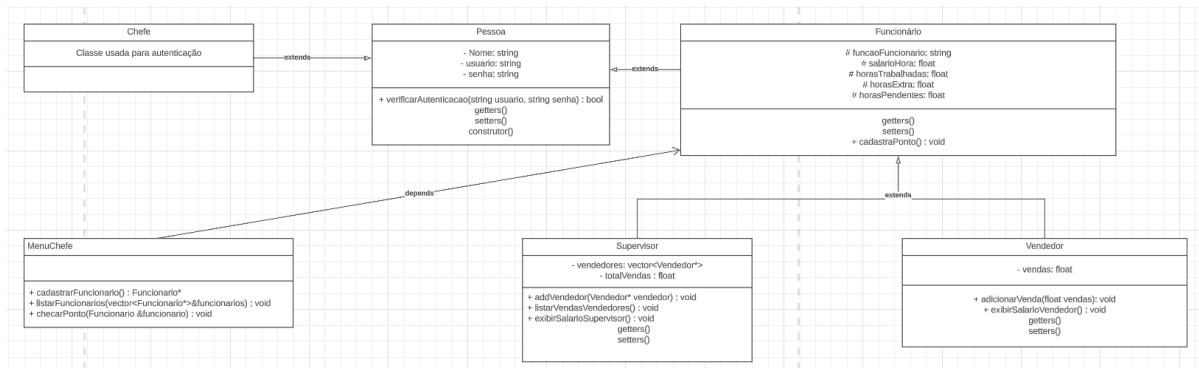 Chefe
Classe usada para autenticação
extends
Pessoa
- Nome: string
- usuario: string
- senha: string
+ verificarAutenticacao(string usuario, string senha) : bool
getters()
setters()
construtor()
extends
Funcionário
# funcaoFuncionario: string
# salarioHora: float
# horasTrabalhadas: float
# horasExtra: float
# horasPendentes: float
getters()
setters()
+ cadastraPonto() : void
depends
extends
MenuChefe
+ cadastrarFuncionario() : Funcionario*
+ listarFuncionarios(vector<Funcionario*>&funcionarios) : void
+ checarPonto(Funcionario &funcionario) : void
Supervisor
- vendedores: vector<Vendedor*>
- totalVendas : float
+ addVendedor(Vendedor* vendedor) : void
+ listarVendasVendedores() : void
+ exibirSalarioSupervisor() : void
getters()
setters()
Vendedor
- vendas: float
+ adicionarVenda(float vendas): void
+ exibirSalarioVendedor() : void
getters()
setters()